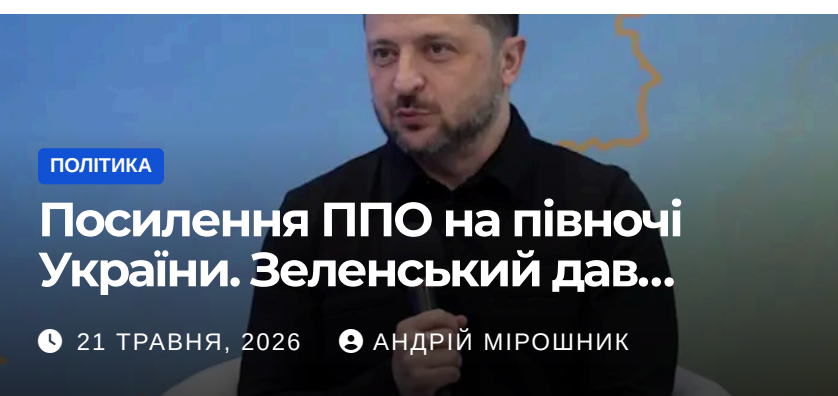 ПОЛІТИКА
Посилення ППО на півночі
України. Зеленський дав...
21 ТРАВНЯ, 2026 АНДРІЙ МІРОШНИК